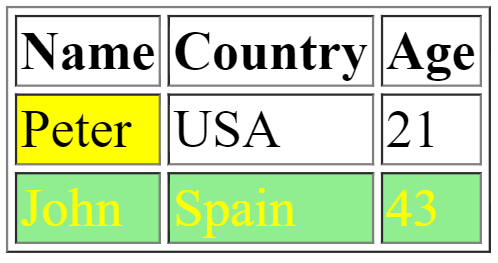 Name Country Age
Peter USA 21
John Spain 43